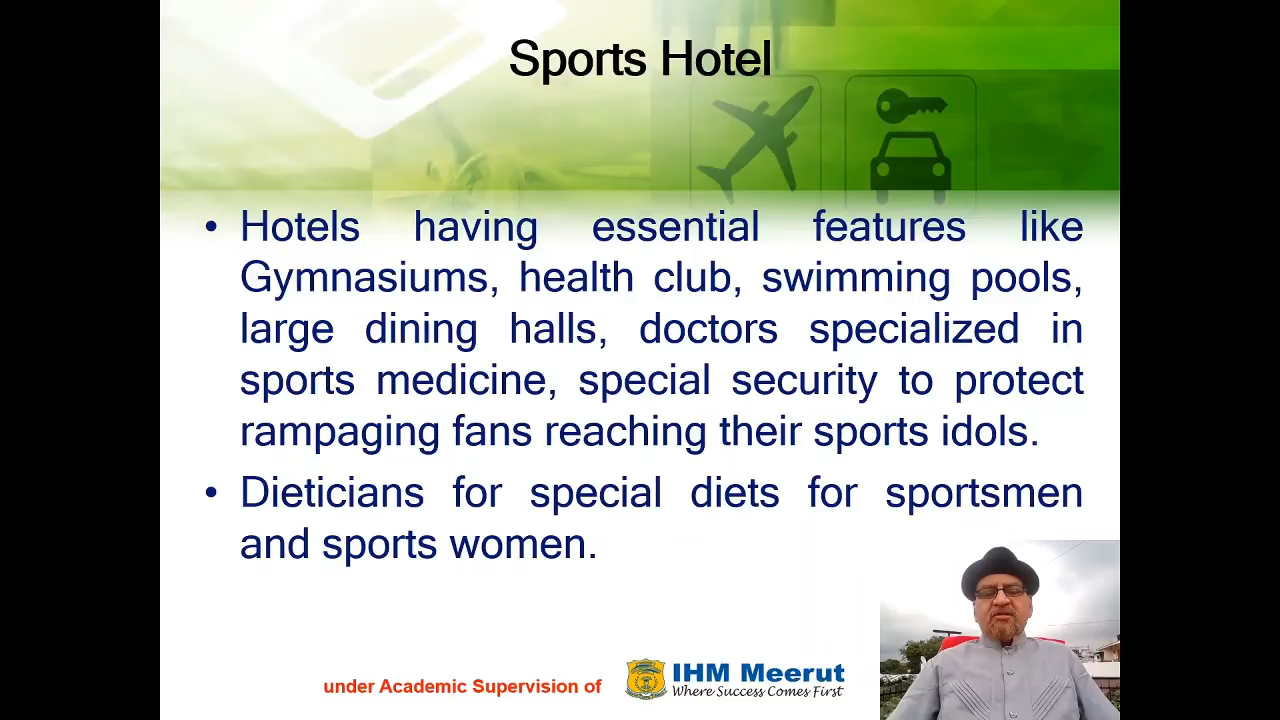 Sports Hotel
• Hotels having essential features like
Gymnasiums, health club, swimming pools,
large dining halls, doctors specialized in
sports medicine, special security to protect
rampaging fans reaching their sports idols.
• Dieticians for special diets for sportsmen
and sports women.
under Academic Supervision of
IHM Meerut
Where Success Comes First